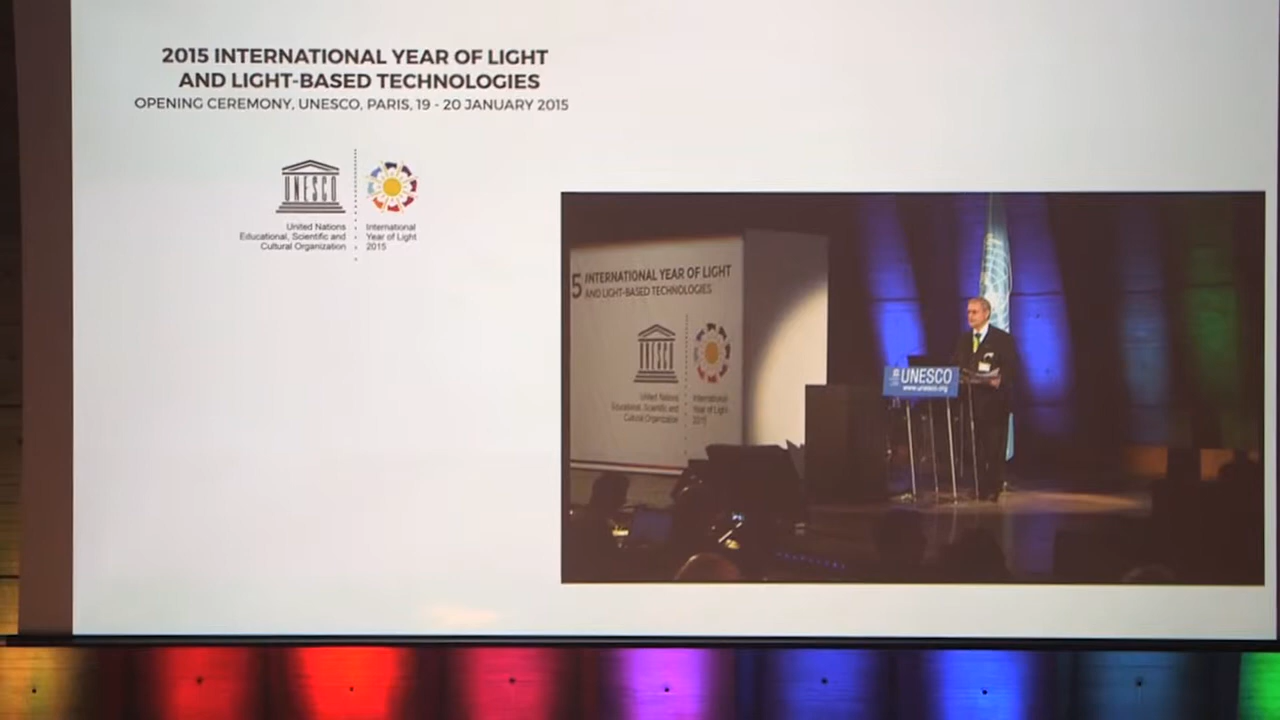 2015 INTERNATIONAL YEAR OF LIGHT
AND LIGHT-BASED TECHNOLOGIES
OPENING CEREMONY, UNESCO, PARIS, 19 - 20 JANUARY 2015
UNESCO
United Nations
Educational, Scientific and
Cultural Organization
International
Year of Light
2015
5 INTERNATIONAL YEAR OF LIGHT
AND LIGHT-BASED TECHNOLOGIES
United Nations
Educational, Scientific and
Cultural Organization
International
Year of Light
2015
UNESCO
www.unesco.org